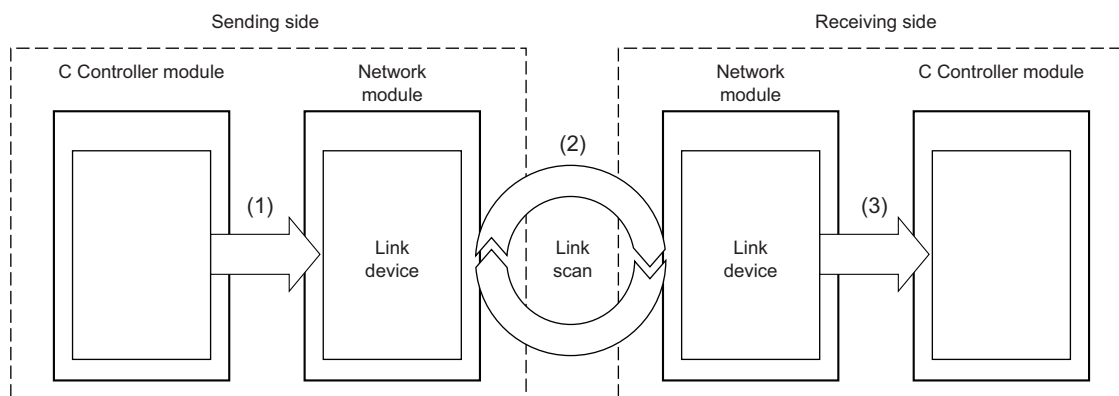 Sending side
Receiving side
C Controller module
Network
module
Network
module
C Controller module
(1)
(2)
(3)
Link
device
Link
scan
Link
device